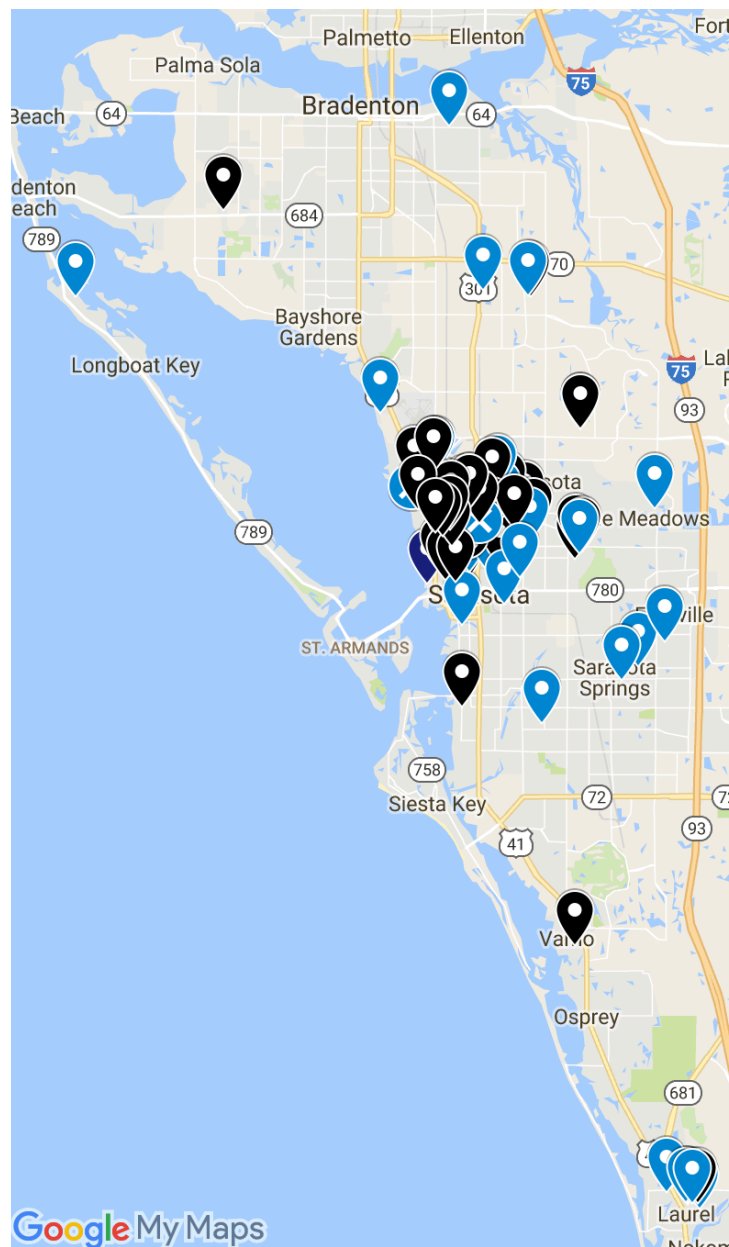 Palmetto
Ellenton
Fort
Palma Sola
75
Bradenton
Beach
64
64
denton
each
684
789
70
301
Bayshore
Gardens
Longboat Key
La
75
93
e Meadows
789
780
ST. ARMANDS
Sarasota
Springs
758
Siesta Key
72
72
93
41
Vamo
Osprey
681
Laurel
Google My Maps